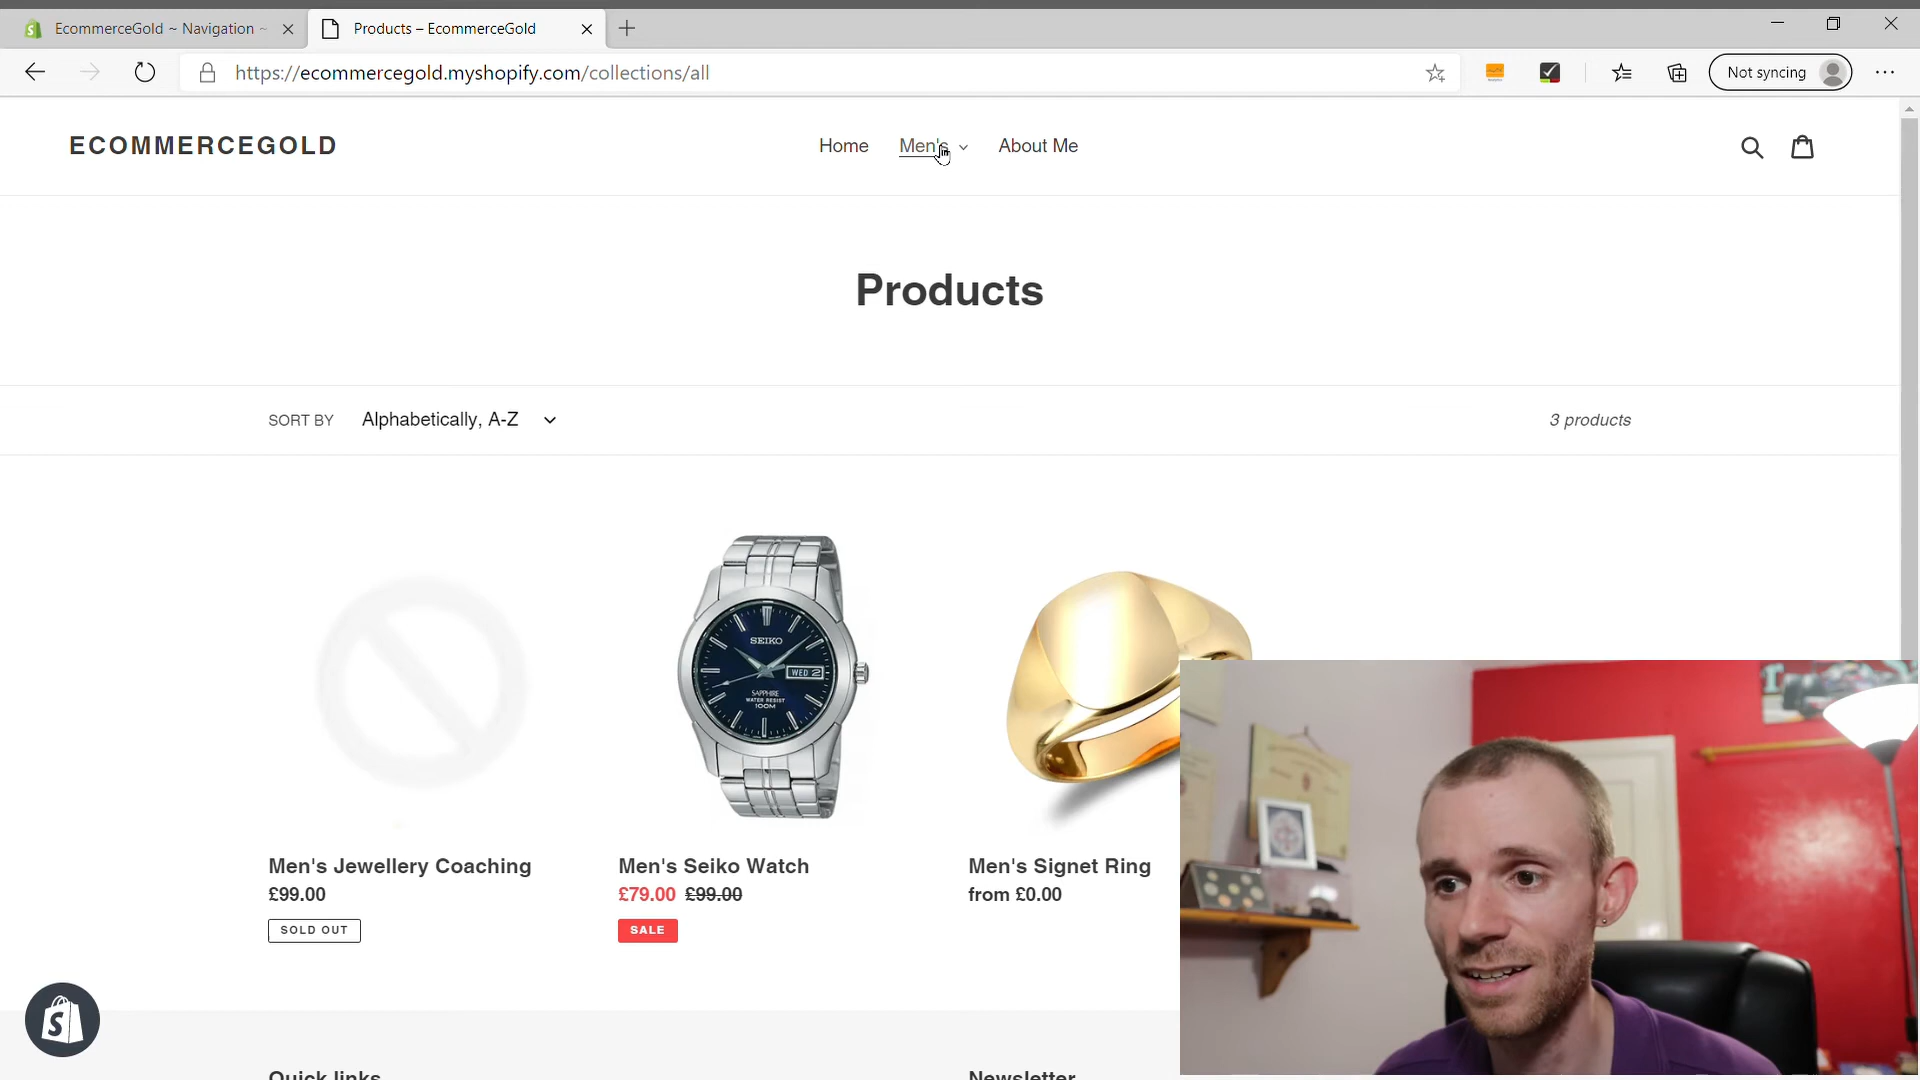 EcommerceGold ~ Navigation ~
Products – EcommerceGold
https://ecommercegold.myshopify.com/collections/all
Not syncing
ECOMMERCEGOLD
Home
Men's
About Me
Products
SORT BY
Alphabetically, A-Z
3 products
SEIKO
WED 2
SAPPHIRE
WATER RESIST
100M
Men's Jewellery Coaching
£99.00
SOLD OUT
Men's Seiko Watch
£79.00 £99.00
SALE
Men's Signet Ring
from £0.00
Quick links
Newsletter